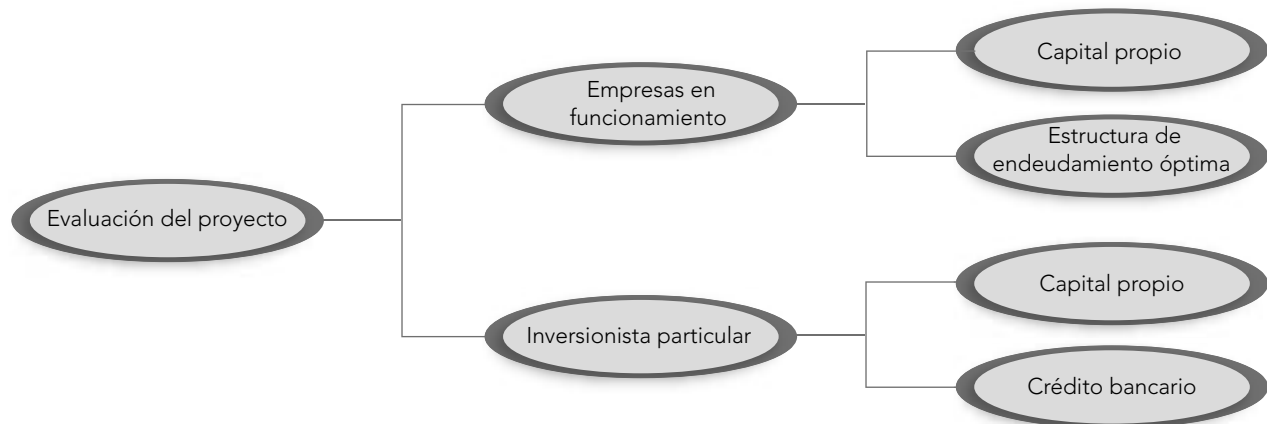 Capital propio
Empresas en
funcionamiento
Estructura de
endeudamiento óptima
Evaluación del proyecto
Capital propio
Inversionista particular
Crédito bancario